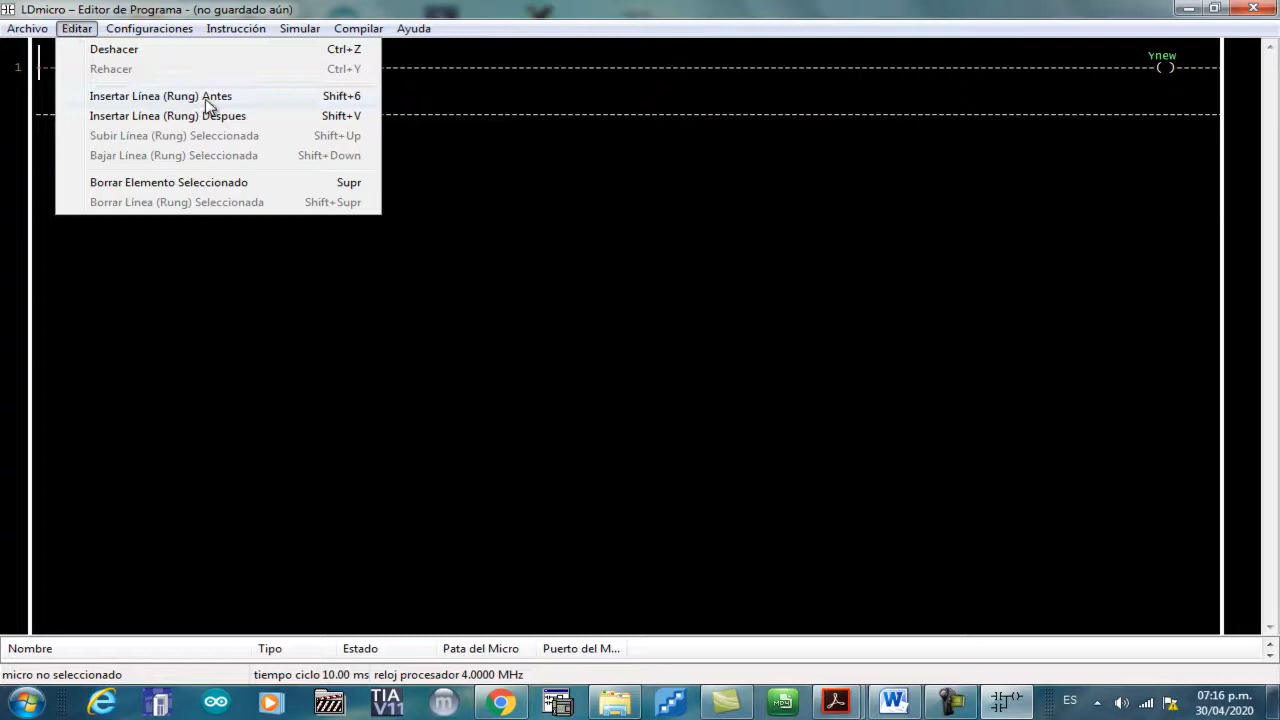 LDmicro – Editor de Programa - (no guardado aún)
Archivo Editar Configuraciones Instrucción Simular Compilar Ayuda
Deshacer Ctrl+Z
Rehacer Ctrl+Y
Insertar Línea (Rung) Antes Shift+6
Insertar Línea (Rung) Despues Shift+V
Subir Línea (Rung) Seleccionada Shift+Up
Bajar Línea (Rung) Seleccionada Shift+Down
Borrar Elemento Seleccionado Supr
Borrar Línea (Rung) Seleccionada Shift+Supr
Ynew
1
Nombre Tipo Estado Pata del Micro Puerto del M...
micro no seleccionado tiempo ciclo 10.00 ms reloj procesador 4.0000 MHz
TIA V11
MP4
W
ES
07:16 p.m.
30/04/2020